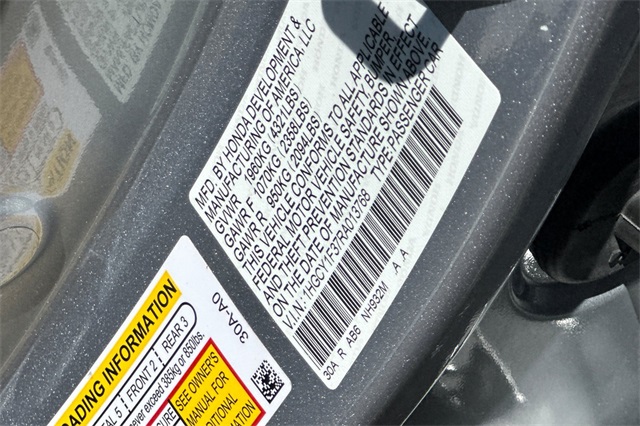 MFD. BY HONDA DEVELOPMENT &
MANUFACTURING OF AMERICA, LLC
GVWR 1960KG 4321LBS
GAWR F 1070KG 2359LBS
GAWR R 950KG 2094LBS
THIS VEHICLE CONFORMS TO ALL APPLICABLE
FEDERAL MOTOR VEHICLE SAFETY, BUMPER,
AND THEFT PREVENTION STANDARDS IN EFFECT
ON THE DATE OF MANUFACTURE SHOWN ABOVE.
TYPE:PASSENGER CAR
30A R AB6 NH932M A A
30A-A0
LOADING INFORMATION
5 FRONT 2 REAR 3
never exceed 385kg or 850lbs.
SEE OWNER'S
MANUAL FOR